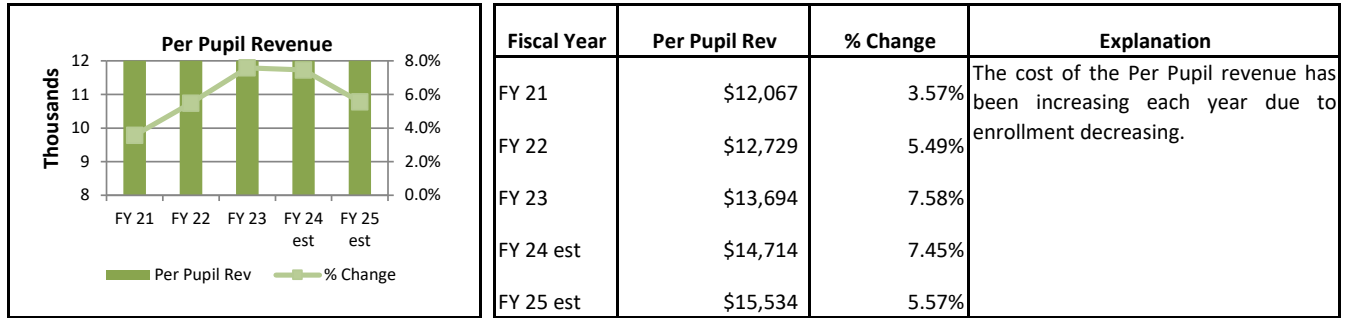 Per Pupil Revenue
Thousands
12
11
10
9
8
8.0%
6.0%
4.0%
2.0%
0.0%
FY 21 FY 22 FY 23 FY 24 FY 25
est est
Per Pupil Rev % Change
Fiscal Year Per Pupil Rev % Change Explanation
FY 21 $12,067 3.57% The cost of the Per Pupil revenue has
been increasing each year due to
enrollment decreasing.
FY 22 $12,729 5.49%
FY 23 $13,694 7.58%
FY 24 est $14,714 7.45%
FY 25 est $15,534 5.57%